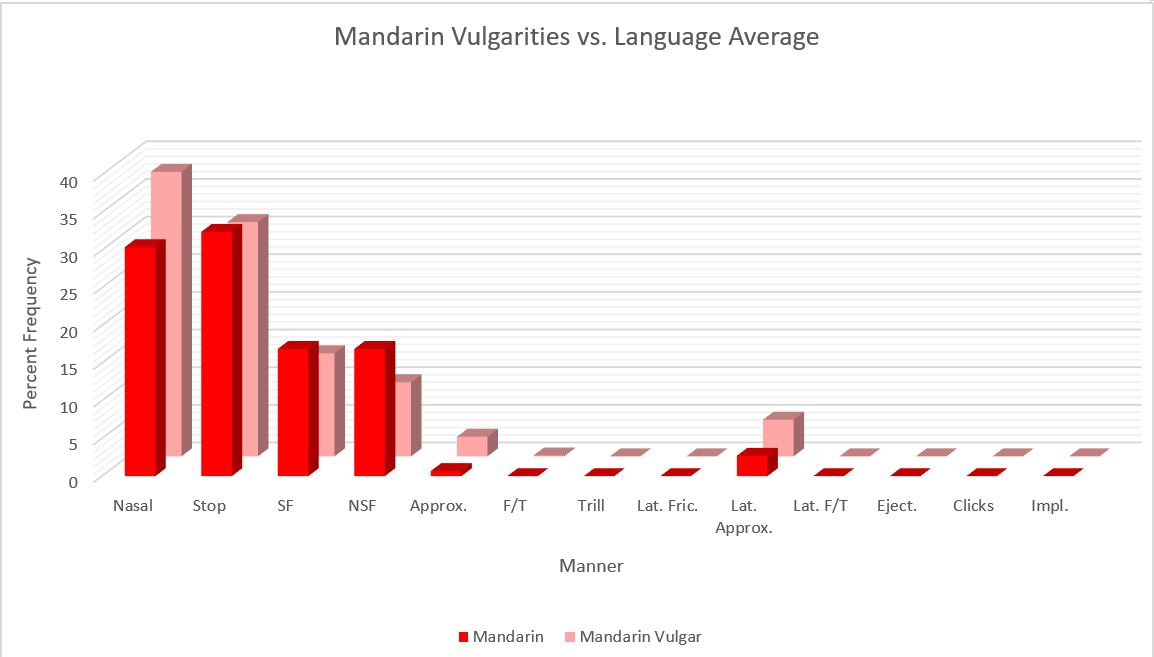 Mandarin Vulgarities vs. Language Average
Percent Frequency
40
35
30
25
20
15
10
5
0
Nasal
Stop
SF
NSF
Approx.
F/T
Trill
Lat. Fric.
Lat.
Approx.
Lat. F/T
Eject.
Clicks
Impl.
Manner
Mandarin
Mandarin Vulgar